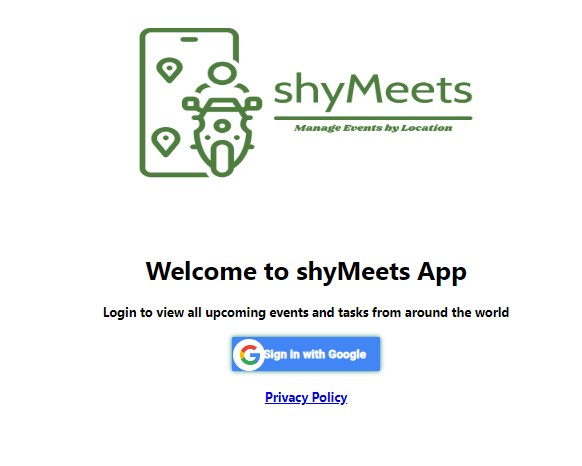 shyMeets
Manage Events by Location
Welcome to shyMeets App
Login to view all upcoming events and tasks from around the world
Sign in with Google
Privacy Policy